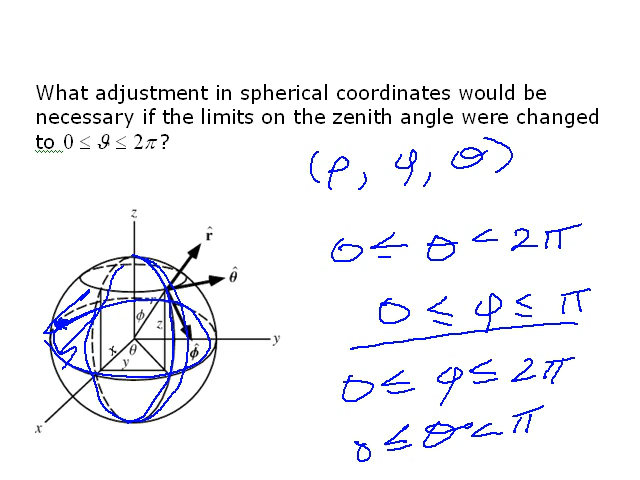 What adjustment in spherical coordinates would be
necessary if the limits on the zenith angle were changed
to 0 ≤ ϑ ≤ 2π?
(ρ, φ, θ)
0 ≤ θ < 2π
0 ≤ φ ≤ π
0 ≤ φ ≤ 2π
0 ≤ θ < π
z
r̂
θ̂
ϕ
z
y
x
θ
y
ϕ̂
x